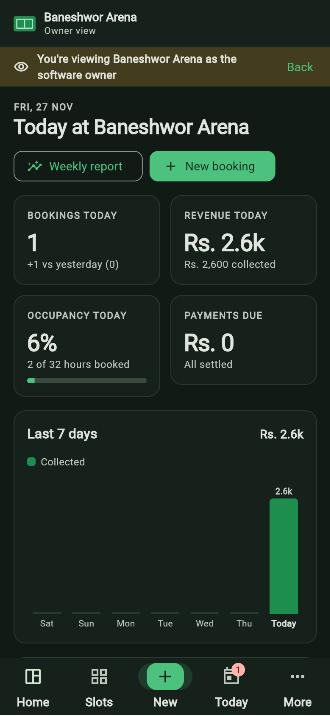 Baneshwor Arena
Owner view
You're viewing Baneshwor Arena as the
software owner
Back
FRI, 27 NOV
Today at Baneshwor Arena
Weekly report
New booking
BOOKINGS TODAY
1
+1 vs yesterday (0)
REVENUE TODAY
Rs. 2.6k
Rs. 2,600 collected
OCCUPANCY TODAY
6%
2 of 32 hours booked
PAYMENTS DUE
Rs. 0
All settled
Last 7 days
Rs. 2.6k
Collected
2.6k
Sat Sun Mon Tue Wed Thu Today
1
Home Slots New Today More